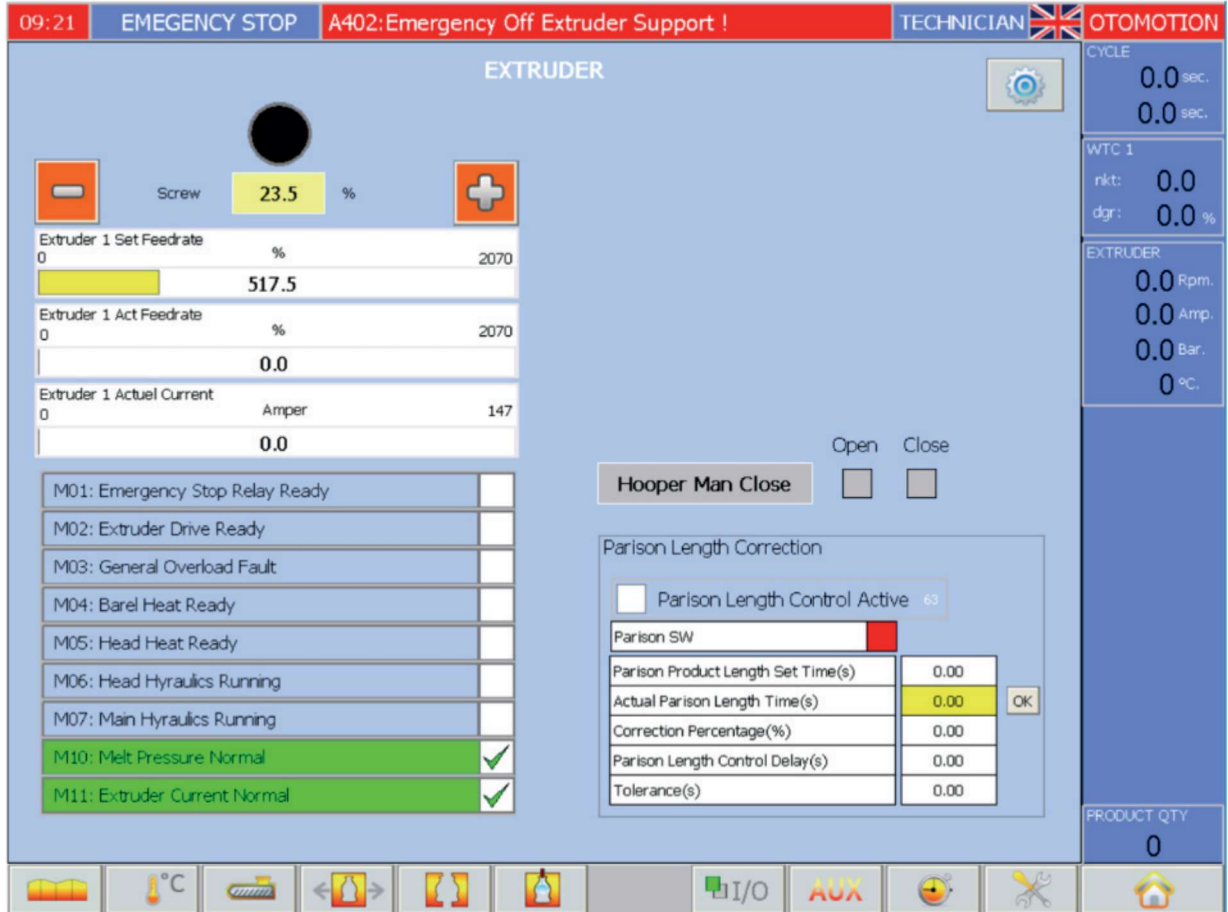 09:21 EMEGENCY STOP A402:Emergency Off Extruder Support ! TECHNICIAN OTOMOTION
EXTRUDER
CYCLE
0.0 sec.
0.0 sec.
WTC 1
nkt: 0.0
dgr: 0.0 %
EXTRUDER
0.0 Rpm.
0.0 Amp.
0.0 Bar.
0 °C.
PRODUCT QTY
0
Screw 23.5 %
Extruder 1 Set Feedrate
0 % 2070
517.5
Extruder 1 Act Feedrate
0 % 2070
0.0
Extruder 1 Actuel Current
0 Amper 147
0.0
M01: Emergency Stop Relay Ready
M02: Extruder Drive Ready
M03: General Overload Fault
M04: Barel Heat Ready
M05: Head Heat Ready
M06: Head Hyraulics Running
M07: Main Hyraulics Running
M10: Melt Pressure Normal
M11: Extruder Current Normal
Open Close
Hooper Man Close
Parison Length Correction
Parison Length Control Active 63
Parison SW
Parison Product Length Set Time(s) 0.00
Actual Parison Length Time(s) 0.00 OK
Correction Percentage(%) 0.00
Parison Length Control Delay(s) 0.00
Tolerance(s) 0.00
°C I/O AUX